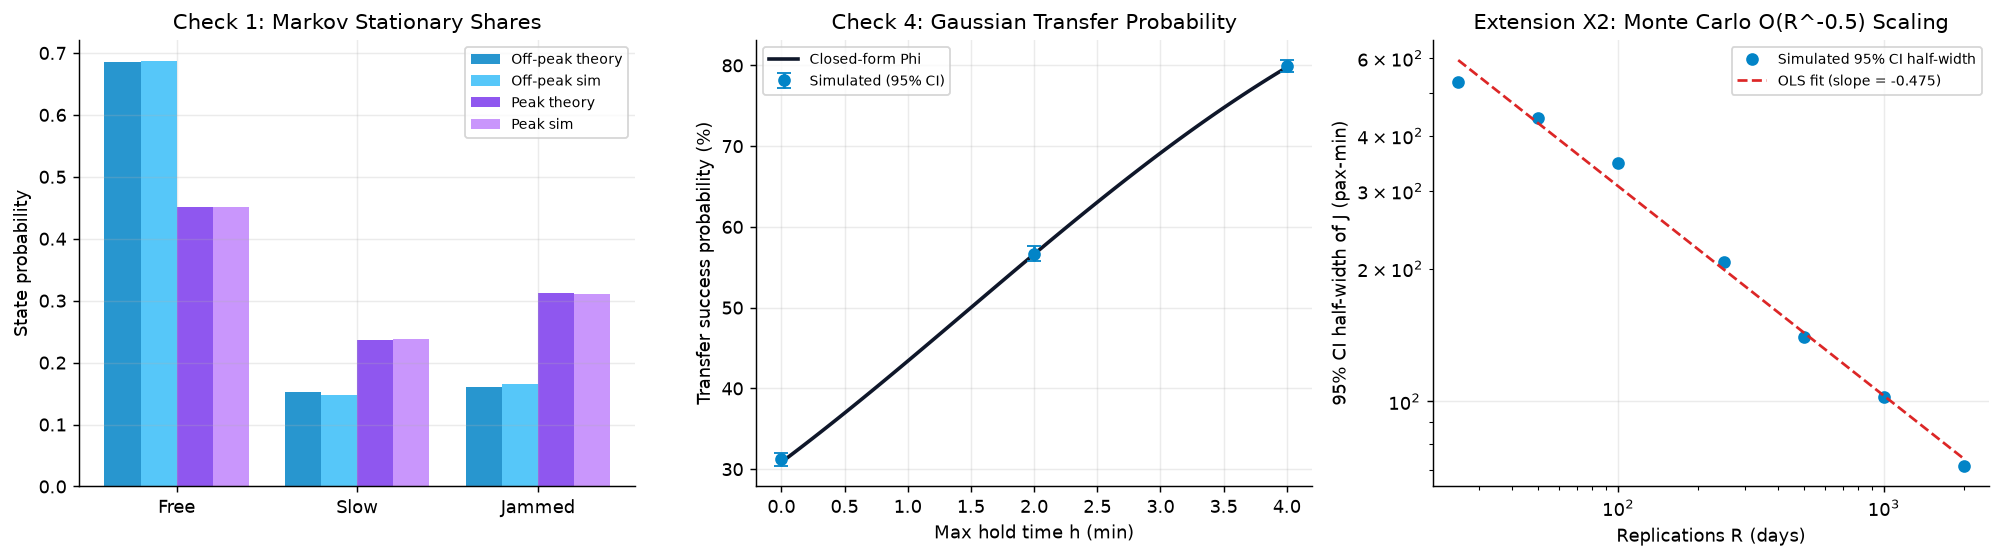 Check 1: Markov Stationary Shares
State probability
0.7
0.6
0.5
0.4
0.3
0.2
0.1
0.0
Off-peak theory
Off-peak sim
Peak theory
Peak sim
Free
Slow
Jammed
Check 4: Gaussian Transfer Probability
Transfer success probability (%)
80
70
60
50
40
30
Closed-form Phi
Simulated (95% CI)
0.0
0.5
1.0
1.5
2.0
2.5
3.0
3.5
4.0
Max hold time h (min)
Extension X2: Monte Carlo O(R^-0.5) Scaling
95% CI half-width of J (pax-min)
6 × 10²
4 × 10²
3 × 10²
2 × 10²
10²
Simulated 95% CI half-width
OLS fit (slope = -0.475)
10²
10³
Replications R (days)